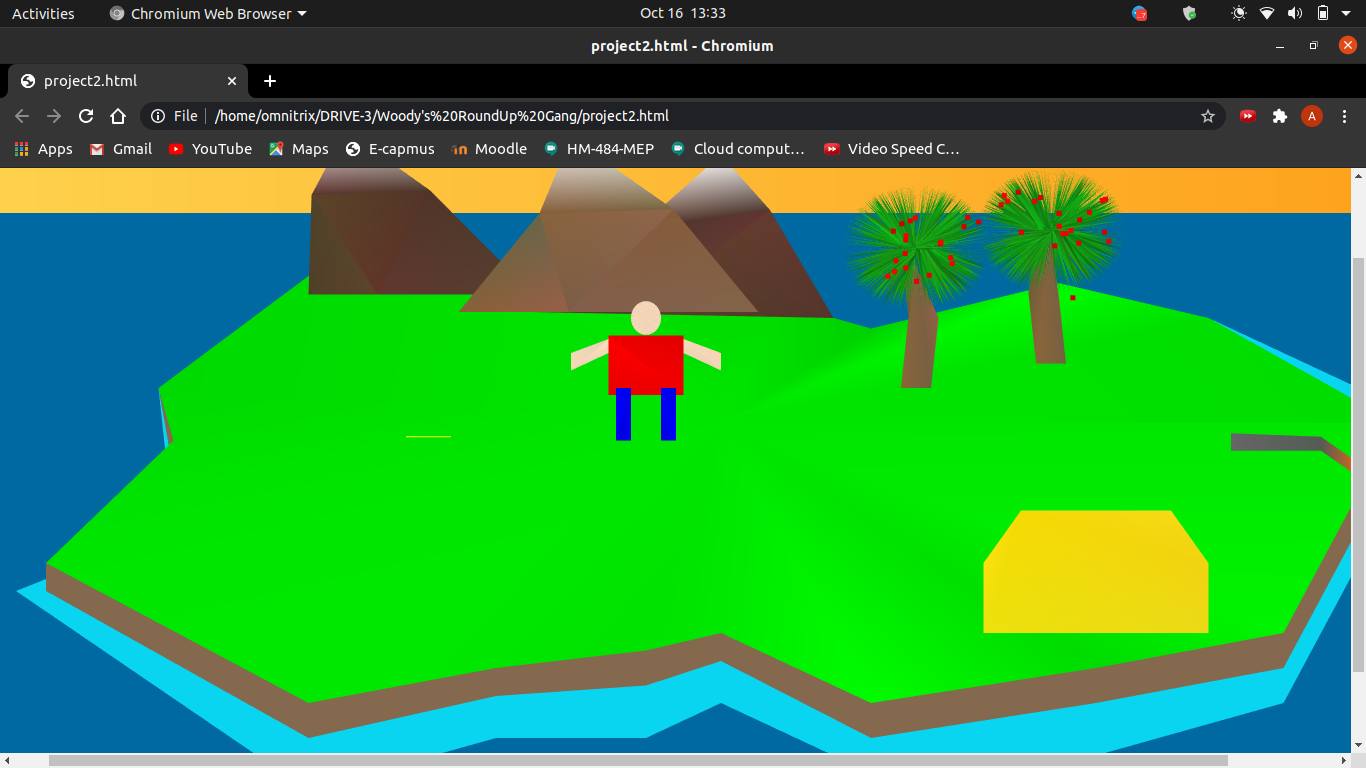 Activities Chromium Web Browser Oct 16 13:33
project2.html - Chromium
project2.html
File /home/omnitrix/DRIVE-3/Woody's%20RoundUp%20Gang/project2.html A
Apps Gmail YouTube Maps E-capmus Moodle HM-484-MEP Cloud comput… Video Speed C…